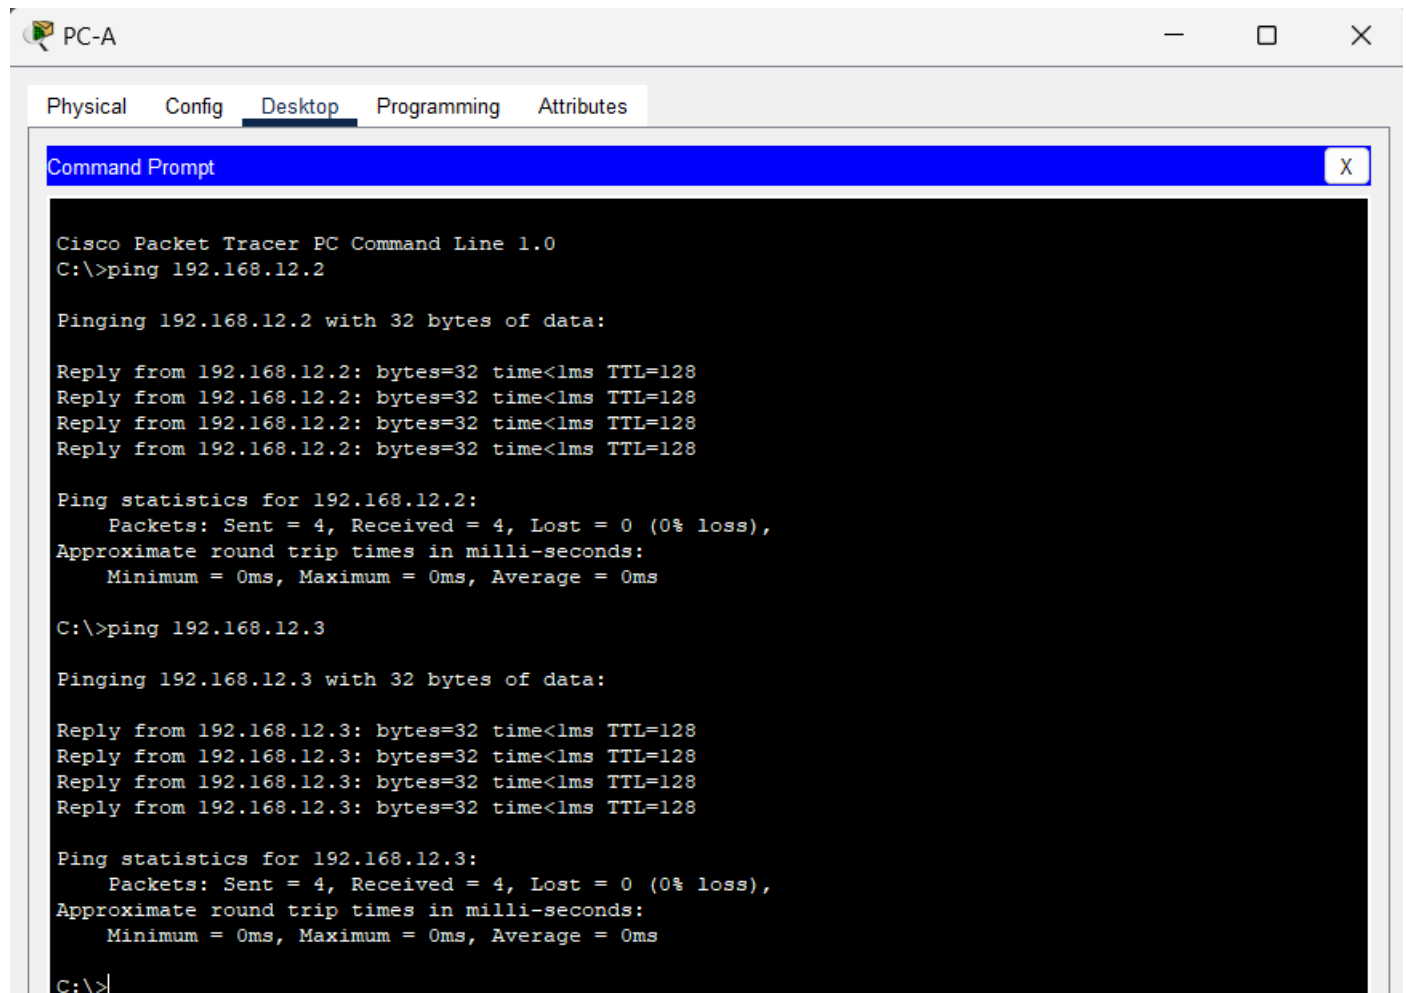 PC-A
Physical Config Desktop Programming Attributes
Command Prompt X
Cisco Packet Tracer PC Command Line 1.0
C:\>ping 192.168.12.2
Pinging 192.168.12.2 with 32 bytes of data:
Reply from 192.168.12.2: bytes=32 time<1ms TTL=128
Reply from 192.168.12.2: bytes=32 time<1ms TTL=128
Reply from 192.168.12.2: bytes=32 time<1ms TTL=128
Reply from 192.168.12.2: bytes=32 time<1ms TTL=128
Ping statistics for 192.168.12.2:
    Packets: Sent = 4, Received = 4, Lost = 0 (0% loss),
Approximate round trip times in milli-seconds:
    Minimum = 0ms, Maximum = 0ms, Average = 0ms
C:\>ping 192.168.12.3
Pinging 192.168.12.3 with 32 bytes of data:
Reply from 192.168.12.3: bytes=32 time<1ms TTL=128
Reply from 192.168.12.3: bytes=32 time<1ms TTL=128
Reply from 192.168.12.3: bytes=32 time<1ms TTL=128
Reply from 192.168.12.3: bytes=32 time<1ms TTL=128
Ping statistics for 192.168.12.3:
    Packets: Sent = 4, Received = 4, Lost = 0 (0% loss),
Approximate round trip times in milli-seconds:
    Minimum = 0ms, Maximum = 0ms, Average = 0ms
C:\>